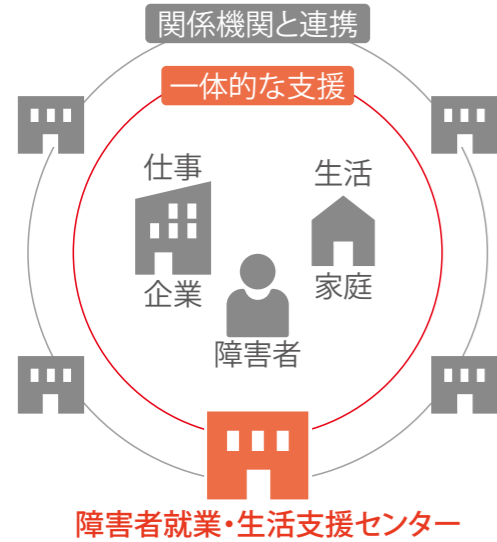 関係機関と連携
一体的な支援
仕事
生活
企業
家庭
障害者
障害者就業・生活支援センター